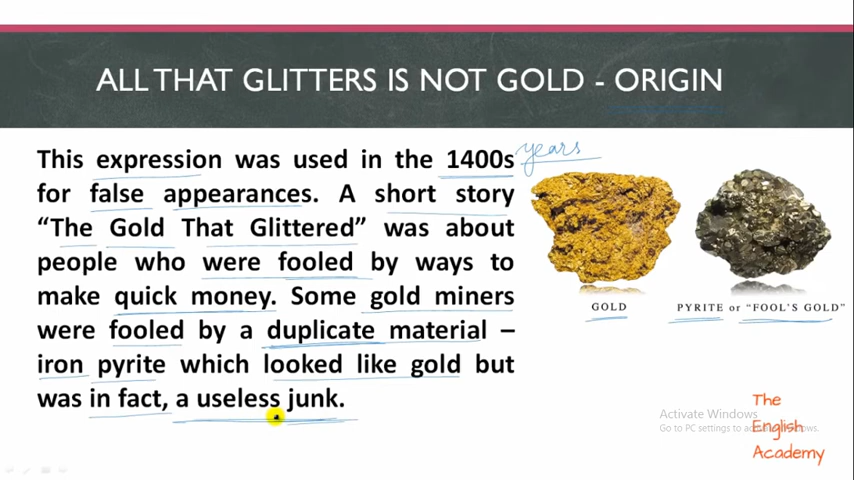 ALL THAT GLITTERS IS NOT GOLD - ORIGIN
This expression was used in the 1400s years
for false appearances. A short story
“The Gold That Glittered” was about
people who were fooled by ways to
make quick money. Some gold miners
were fooled by a duplicate material –
iron pyrite which looked like gold but
was in fact, a useless junk.
GOLD
PYRITE or “FOOL’S GOLD”
Activate Windows
Go to PC settings to activate Windows.
The
English
Academy